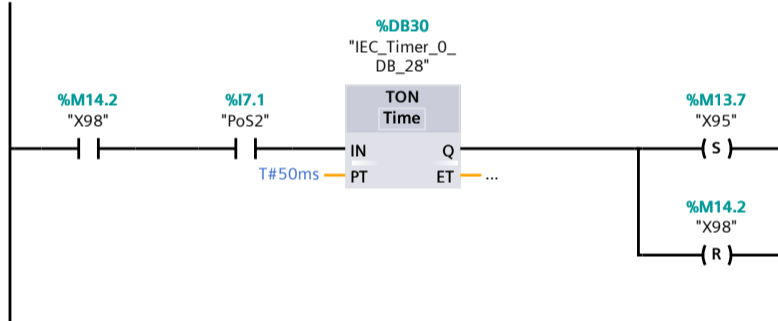 %DB30
"IEC_Timer_0_
DB_28"
%M14.2
"X98"
%I7.1
"PoS2"
TON
Time
%M13.7
"X95"
IN
Q
S
T#50ms
PT
ET
...
%M14.2
"X98"
R